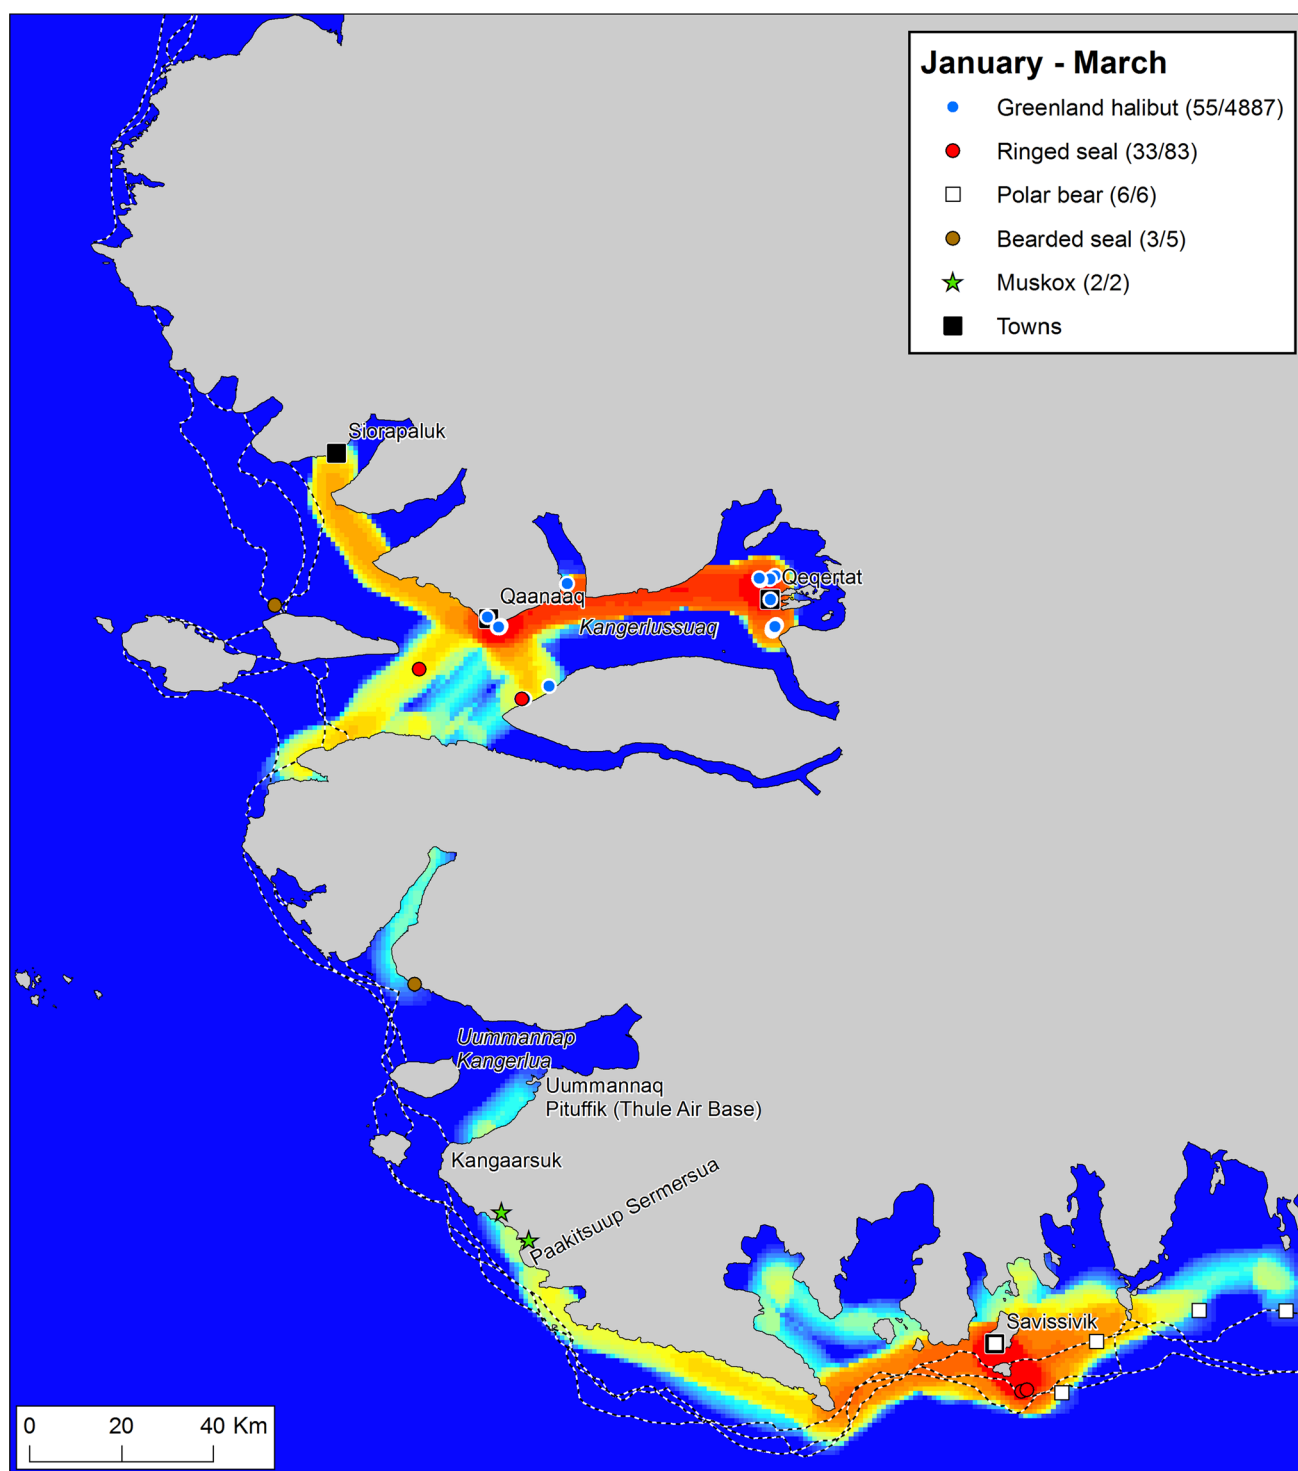 January - March
Greenland halibut (55/4887)
Ringed seal (33/83)
Polar bear (6/6)
Bearded seal (3/5)
Muskox (2/2)
Towns
Siorapaluk
Qeqertat
Qaanaaq
Kangerlussuaq
Uummannap
Kangerlua
Uummannaq
Pituffik (Thule Air Base)
Kangaarsuk
Paakitsuup Sermersua
Savissivik
0 20 40 Km